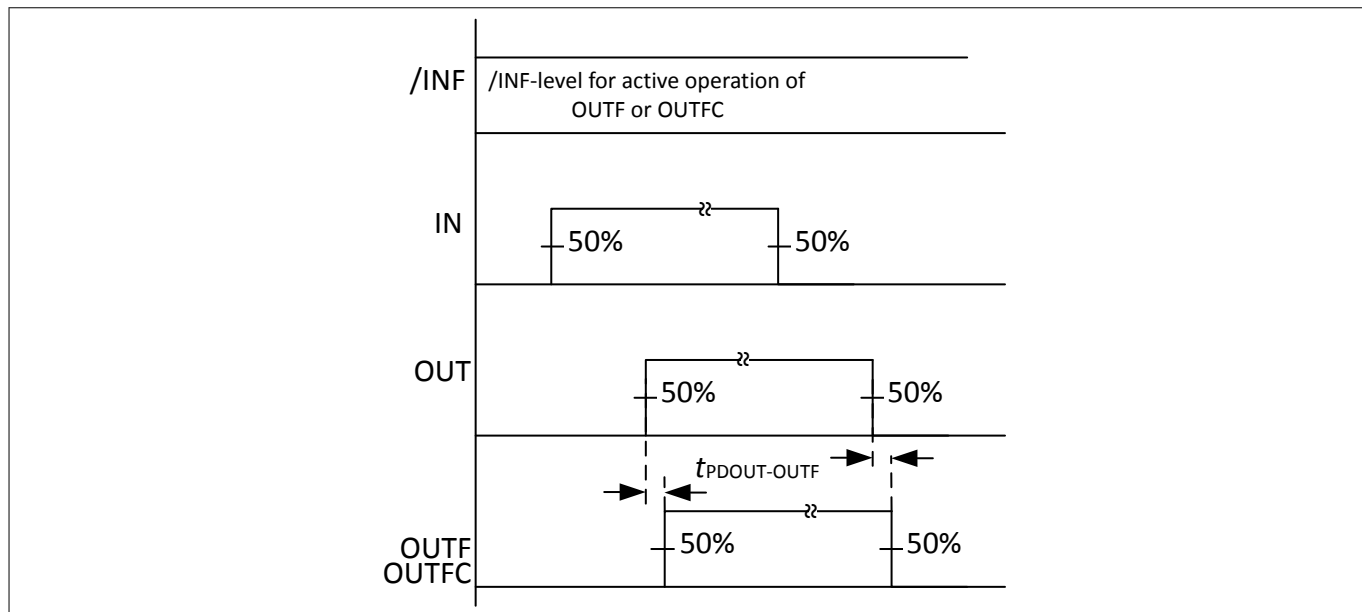 /INF
/INF-level for active operation of
OUTF or OUTFC
IN
50%
50%
OUT
50%
50%
tPDOUT-OUTF
OUTF
OUTFC
50%
50%